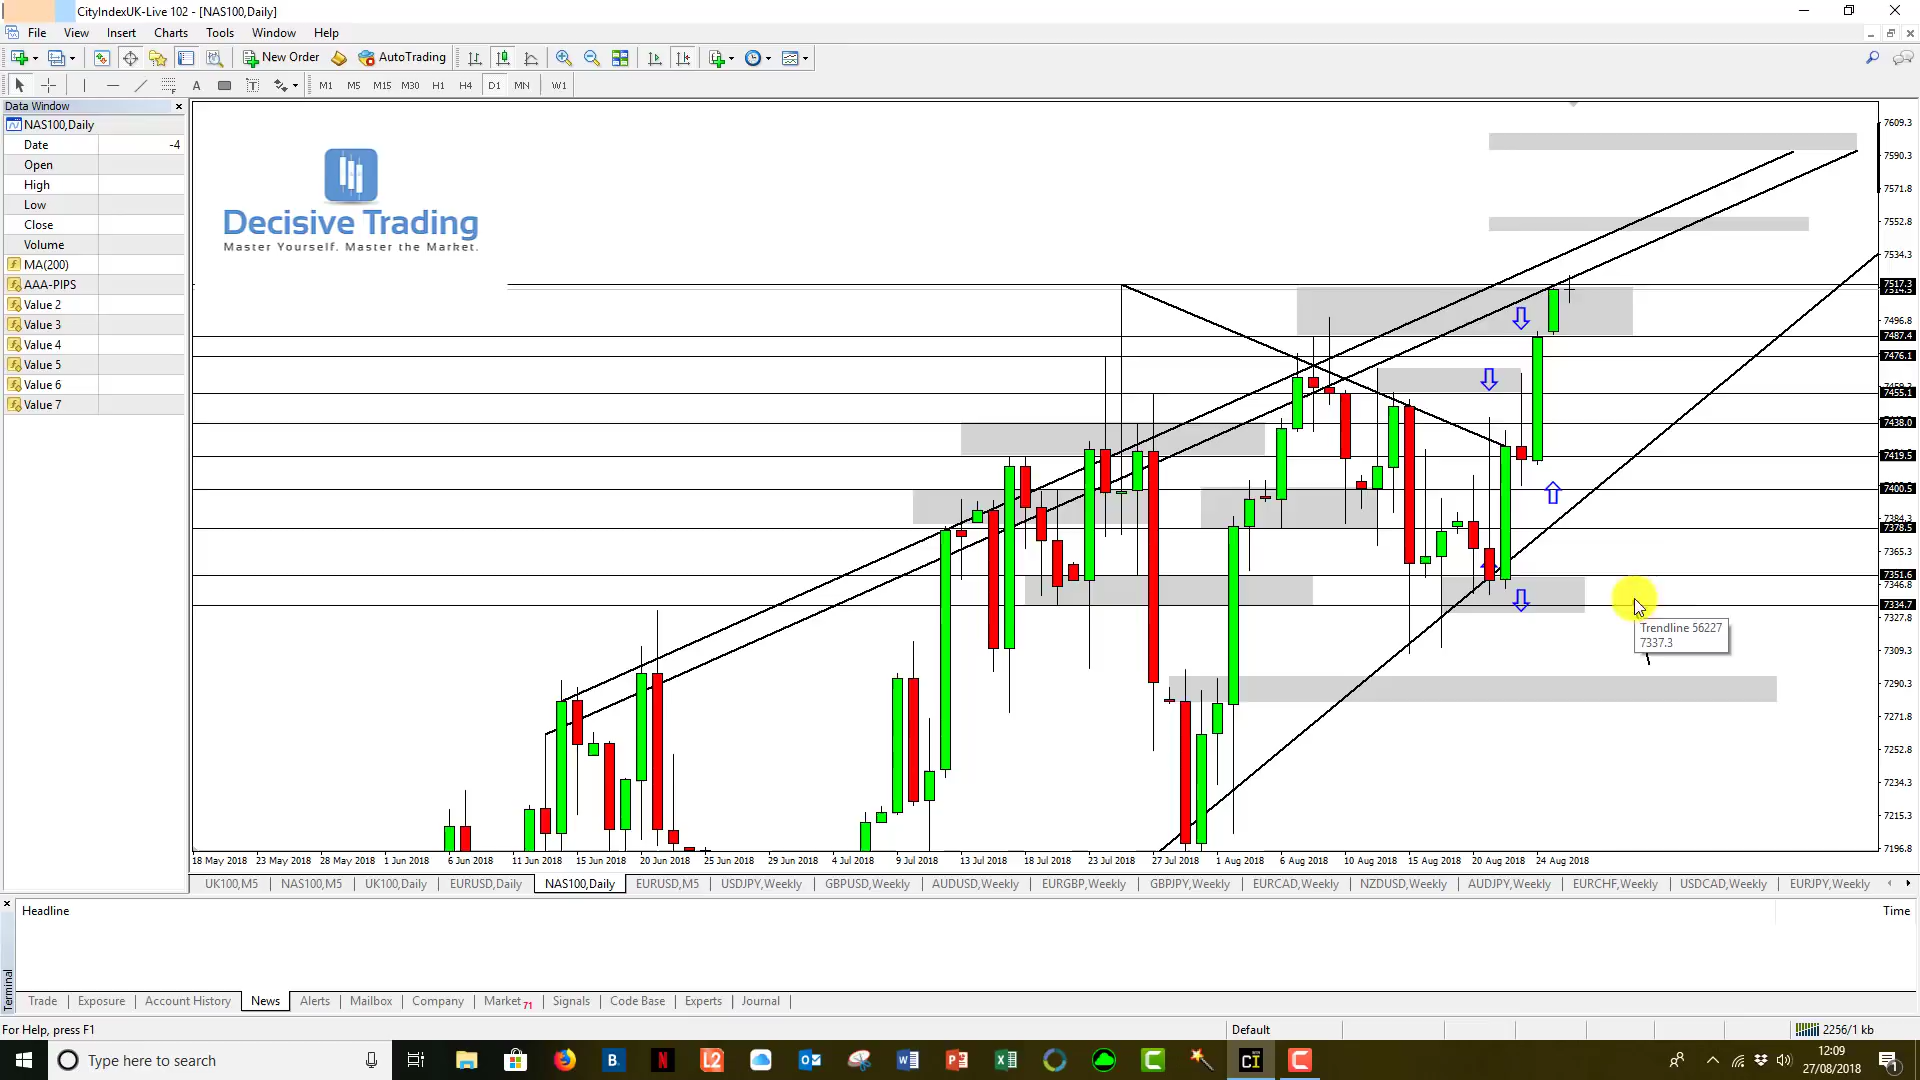 CityIndexUK-Live 102 - [NAS100,Daily]
File View Insert Charts Tools Window Help
New Order AutoTrading
A T M1 M5 M15 M30 H1 H4 D1 MN W1
Data Window
NAS100,Daily
Date -4
Open
High
Low
Close
Volume
MA(200)
AAA-PIPS
Value 2
Value 3
Value 4
Value 5
Value 6
Value 7
Decisive Trading
Master Yourself. Master the Market.
7609.3
7590.3
7571.8
7552.8
7534.3
7517.3
7496.8
7487.4
7476.1
7455.1
7438.0
7419.5
7400.5
7384.3
7378.5
7365.3
7351.6
7346.8
7334.7
7327.8
7309.3
7290.3
7271.8
7252.8
7234.3
7215.3
7196.8
Trendline 56227
7337.3
18 May 2018 23 May 2018 28 May 2018 1 Jun 2018 6 Jun 2018 11 Jun 2018 15 Jun 2018 20 Jun 2018 25 Jun 2018 29 Jun 2018 4 Jul 2018 9 Jul 2018 13 Jul 2018 18 Jul 2018 23 Jul 2018 27 Jul 2018 1 Aug 2018 6 Aug 2018 10 Aug 2018 15 Aug 2018 20 Aug 2018 24 Aug 2018
UK100,M5 NAS100,M5 UK100,Daily EURUSD,Daily NAS100,Daily EURUSD,M5 USDJPY,Weekly GBPUSD,Weekly AUDUSD,Weekly EURGBP,Weekly GBPJPY,Weekly EURCAD,Weekly NZDUSD,Weekly AUDJPY,Weekly EURCHF,Weekly USDCAD,Weekly EURJPY,Weekly
Headline Time
Terminal
Trade Exposure Account History News Alerts Mailbox Company Market 71 Signals Code Base Experts Journal
For Help, press F1 Default 2256/1 kb
Type here to search
B. N L2 CI C
12:09
27/08/2018
1